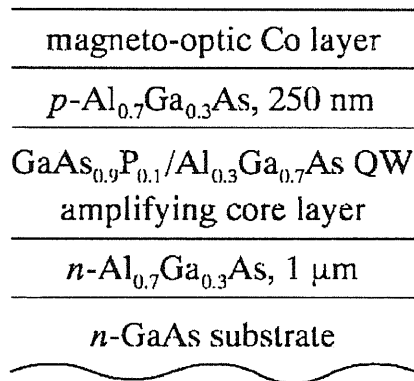 magneto-optic Co layer
p-Al₀.₇Ga₀.₃As, 250 nm
GaAs₀.₉P₀.₁/Al₀.₃Ga₀.₇As QW
amplifying core layer
n-Al₀.₇Ga₀.₃As, 1 μm
n-GaAs substrate